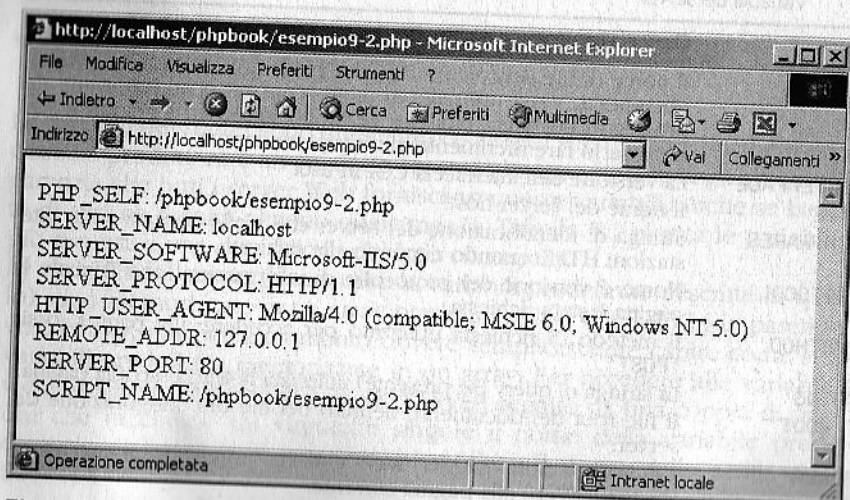 http://localhost/phpbook/esempio9-2.php - Microsoft Internet Explorer
File Modifica Visualizza Preferiti Strumenti ?
Indietro Cerca Preferiti Multimedia
Indirizzo http://localhost/phpbook/esempio9-2.php Vai Collegamenti »
PHP_SELF: /phpbook/esempio9-2.php
SERVER_NAME: localhost
SERVER_SOFTWARE: Microsoft-IIS/5.0
SERVER_PROTOCOL: HTTP/1.1
HTTP_USER_AGENT: Mozilla/4.0 (compatible; MSIE 6.0; Windows NT 5.0)
REMOTE_ADDR: 127.0.0.1
SERVER_PORT: 80
SCRIPT_NAME: /phpbook/esempio9-2.php
Operazione completata Intranet locale